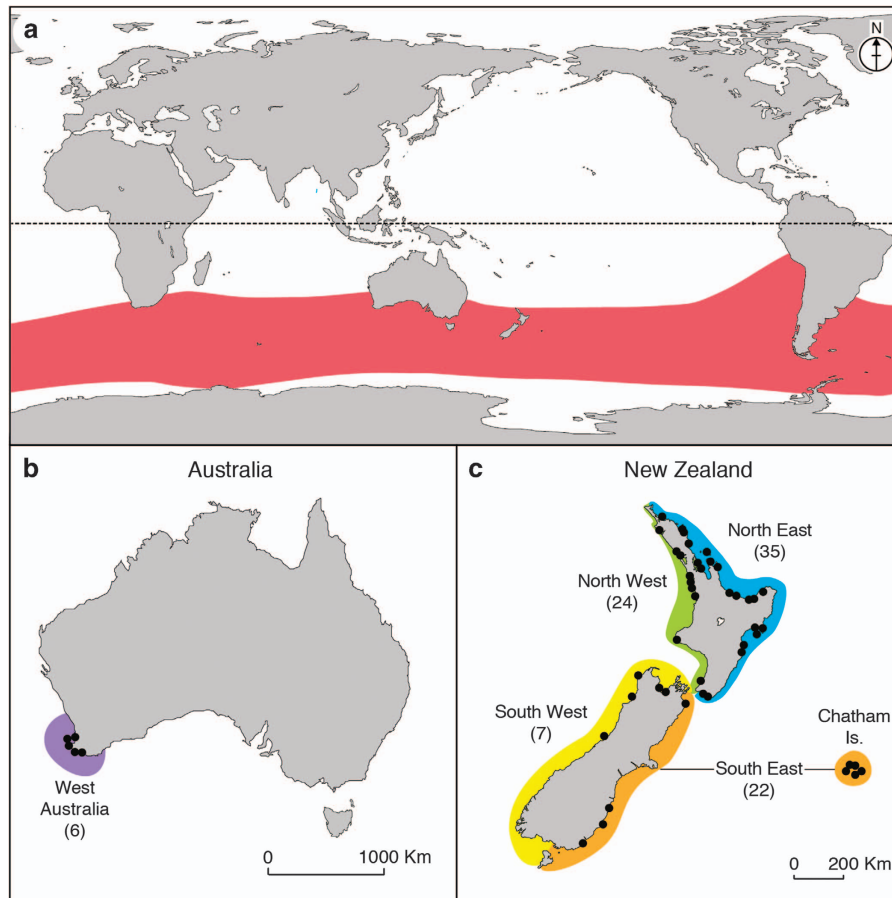 a
N
b
Australia
West
Australia
(6)
0
1000 Km
c
New Zealand
North East
(35)
North West
(24)
South West
(7)
Chatham
Is.
South East
(22)
0
200 Km